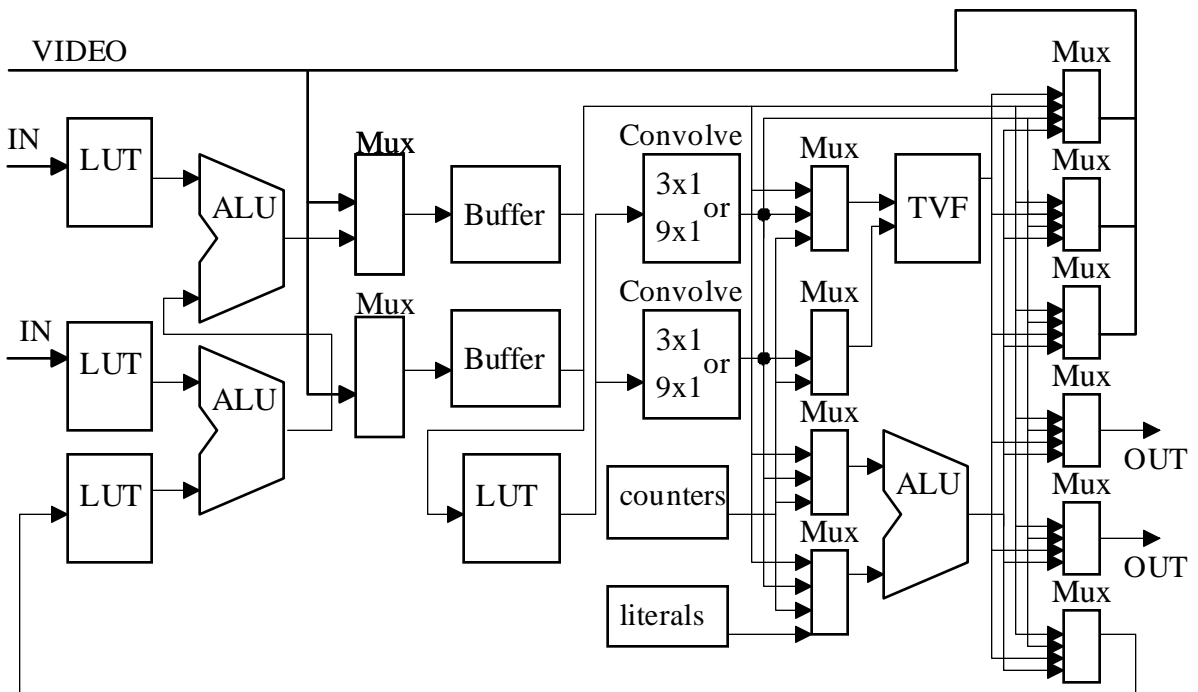 VIDEO
Mux
IN
LUT
Mux
Convolve
Mux
ALU
3x1
or
9x1
Buffer
TVF
Mux
IN
LUT
Mux
Convolve
Mux
Mux
ALU
Buffer
3x1
or
9x1
Mux
Mux
OUT
LUT
LUT
counters
ALU
Mux
Mux
OUT
literals
Mux